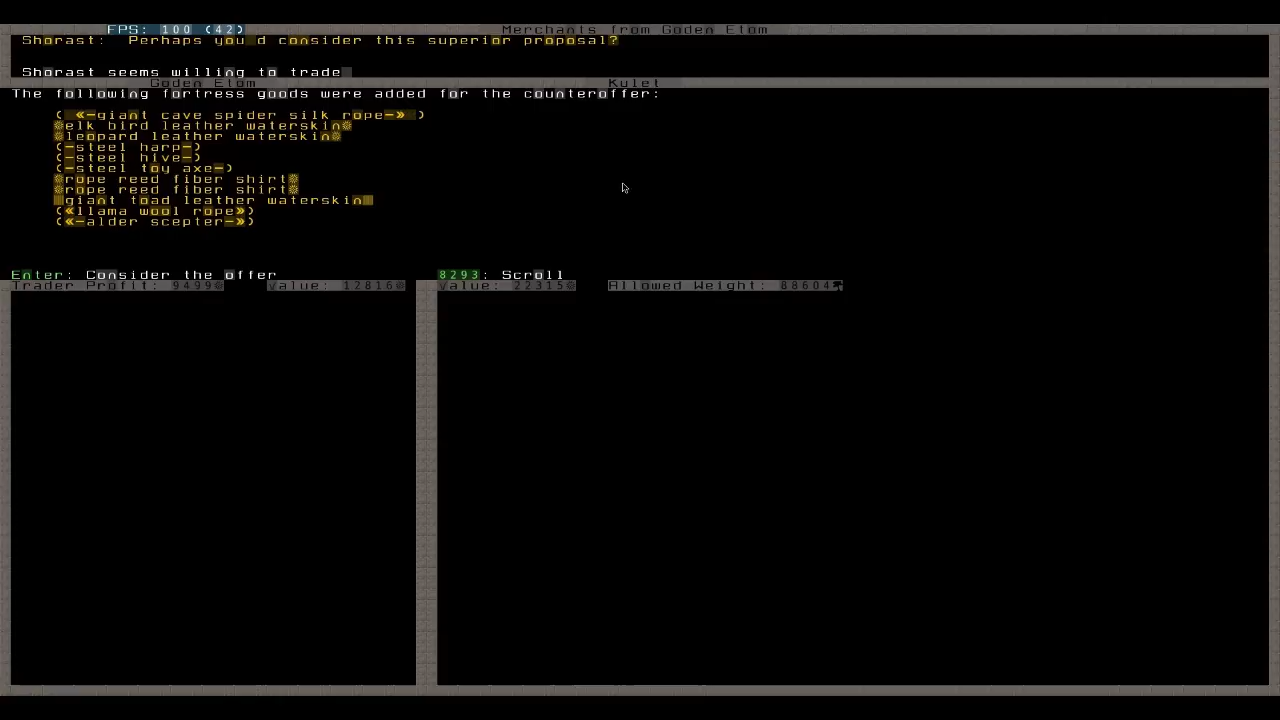 FPS: 100 (42) Merchants from Goden Etom
Shorast: Perhaps you'd consider this superior proposal?
Shorast seems willing to trade
Goden Etom Kulet
The following fortress goods were added for the counteroffer:
( «-giant cave spider silk rope-» )
☼elk bird leather waterskin☼
☼leopard leather waterskin☼
(-steel harp-)
(-steel hive-)
(-steel toy axe-)
☼rope reed fiber shirt☼
☼rope reed fiber shirt☼
≡giant toad leather waterskin≡
(«llama wool rope»)
(«-alder scepter-»)
Enter: Consider the offer 8293: Scroll
Trader Profit: 9499☼ Value: 12816☼ Value: 22315☼ Allowed Weight: 88604